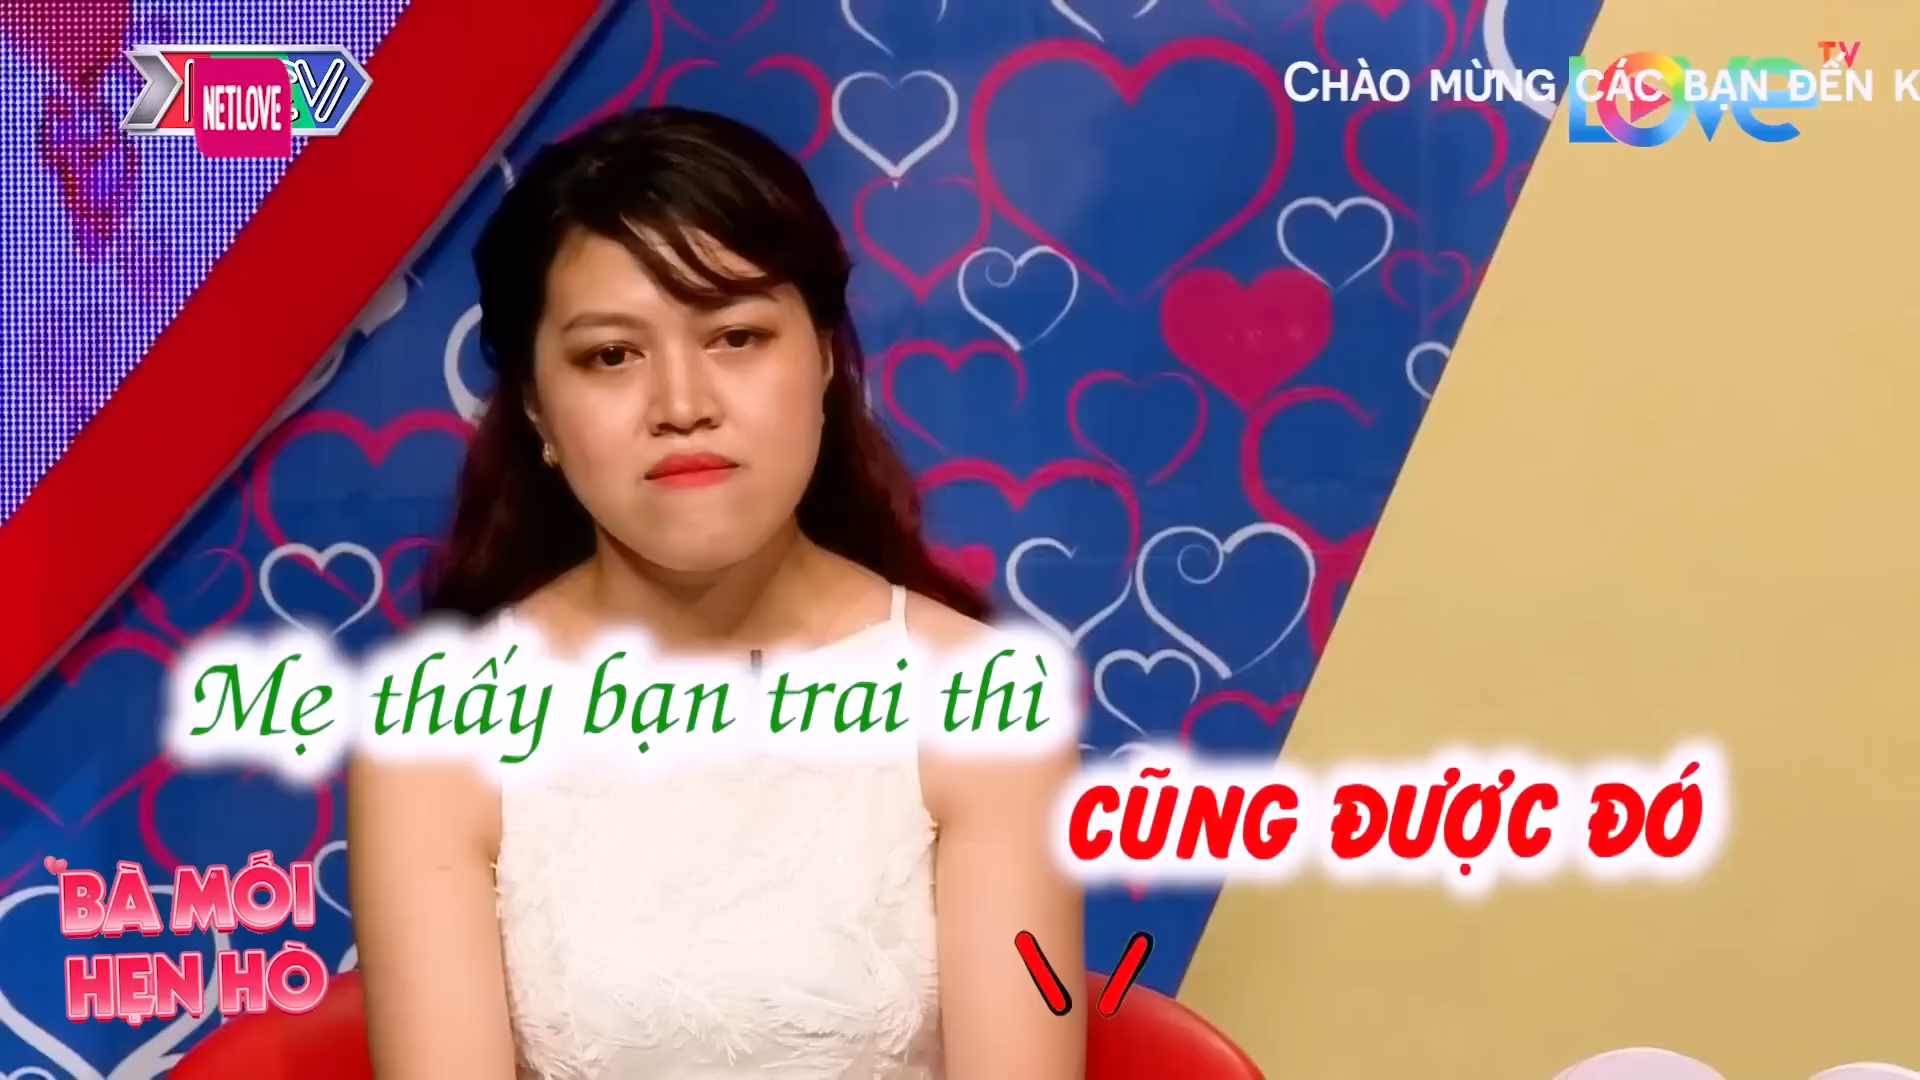 NETLOVE
TV
CHÀO MỪNG CÁC BẠN ĐẾN K
LOVE
TV
Mẹ thấy bạn trai thì
CŨNG ĐƯỢC ĐÓ
BÀ MỐI
HẸN HÒ